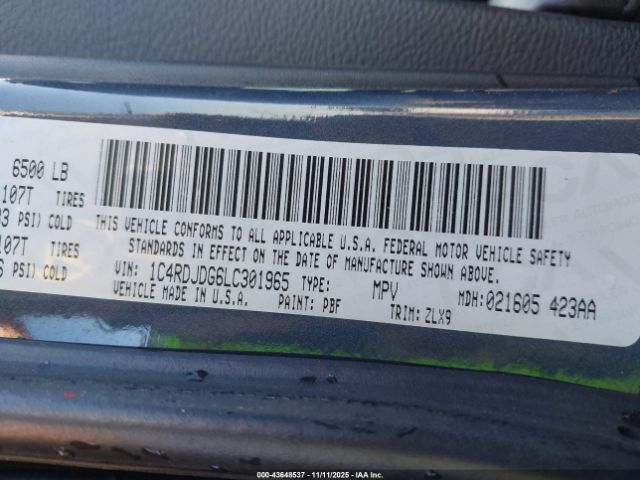 6500 LB
107T TIRES
3 PSI) COLD
107T TIRES
PSI) COLD
THIS VEHICLE CONFORMS TO ALL APPLICABLE U.S.A. FEDERAL MOTOR VEHICLE SAFETY
STANDARDS IN EFFECT ON THE DATE OF MANUFACTURE SHOWN ABOVE.
VIN: 1C4RDJDG6LC301965 TYPE: MPV MDH:021605 423AA
VEHICLE MADE IN U.S.A. PAINT: PBF TRIM: ZLX9
00-43648537 - 11/11/2025 - IAA Inc.